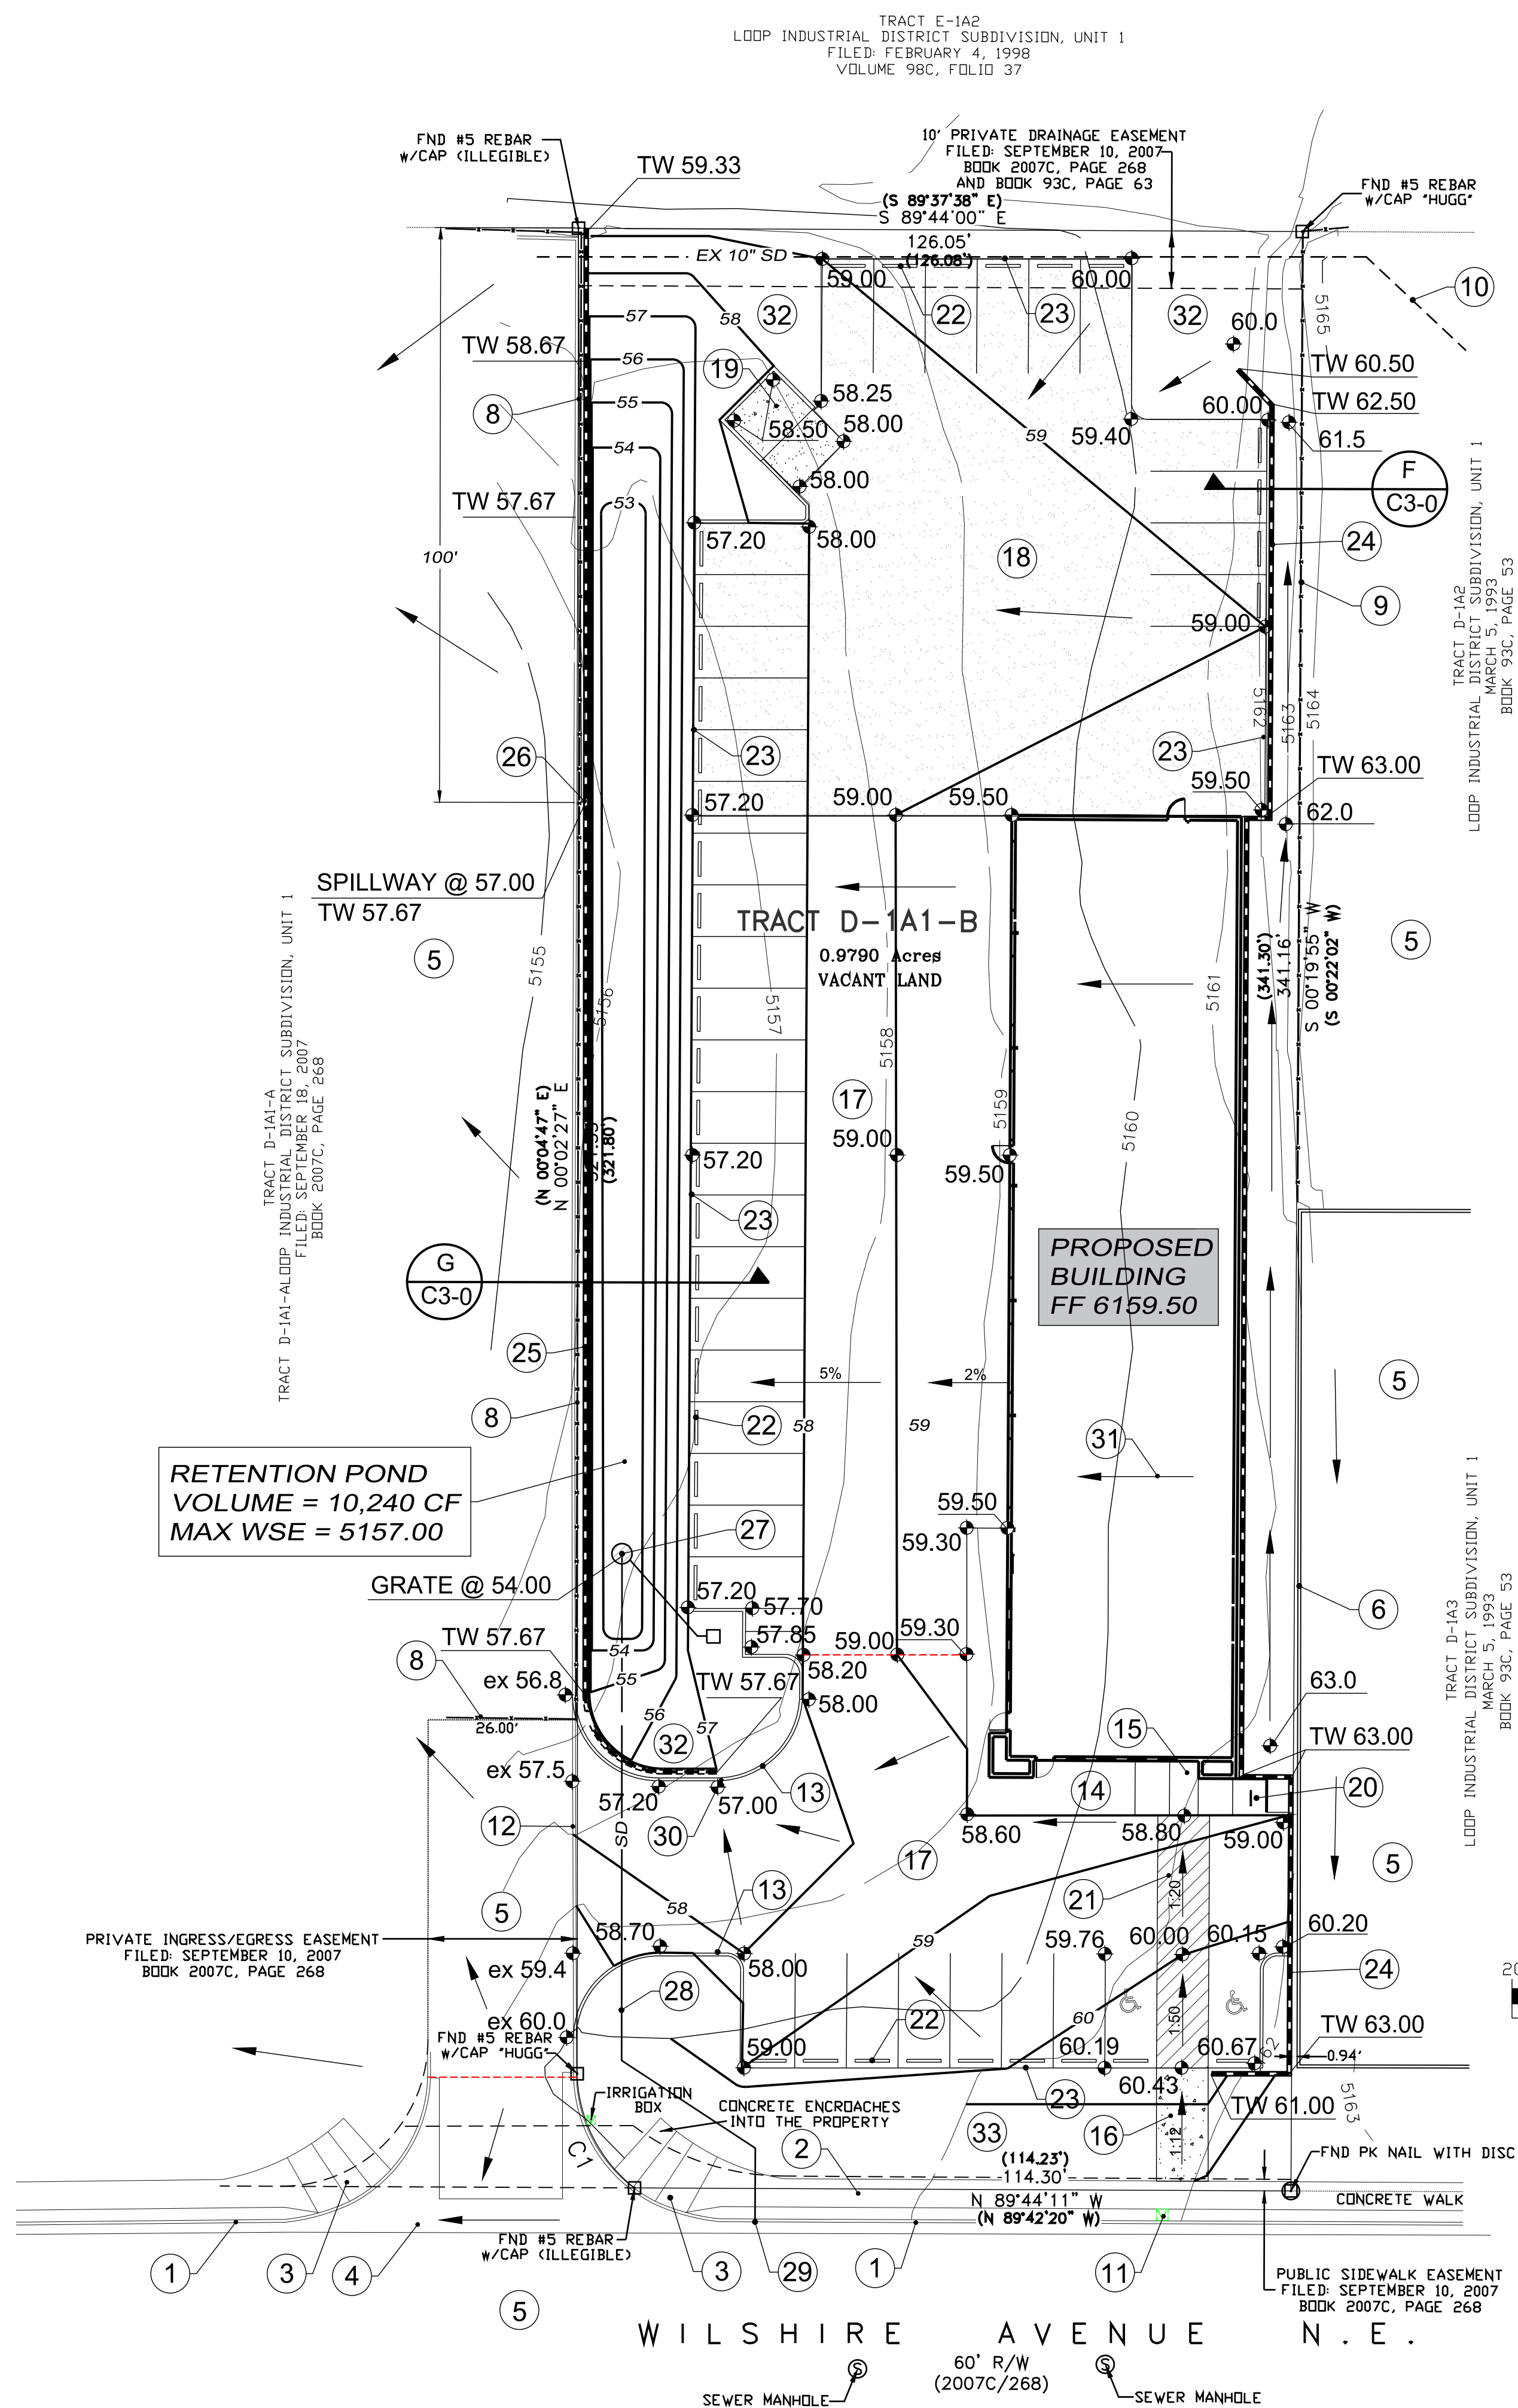 TRACT E-1A2
LOOP INDUSTRIAL DISTRICT SUBDIVISION, UNIT 1
FILED: FEBRUARY 4, 1998
VOLUME 98C, FOLIO 37
FND #5 REBAR
W/CAP (ILLEGIBLE)
TW 59.33
10' PRIVATE DRAINAGE EASEMENT
FILED: SEPTEMBER 10, 2007
BOOK 2007C, PAGE 268
AND BOOK 93C, PAGE 63
(S 89°37'38" E)
S 89°44'00" E
126.05'
(126.08')
FND #5 REBAR
W/CAP "HUGG"
EX 10" SD
59.00
60.00
10
5165
57
58
32
22
23
32
60.0
TW 58.67
56
19
TW 60.50
8
55
58.25
60.00
TW 62.50
58.50
58.00
59.40
61.5
54
59
F
C3-0
TW 57.67
53
58.00
57.20
58.00
24
100'
18
9
59.00
TRACT D-1A2
LOOP INDUSTRIAL DISTRICT SUBDIVISION, UNIT 1
MARCH 5, 1993
BOOK 93C, PAGE 53
5162
5163
5164
26
23
23
TW 63.00
57.20
59.00
59.50
59.50
62.0
SPILLWAY @ 57.00
TW 57.67
TRACT D-1A1-B
0.9790 Acres
VACANT LAND
5
5
5155
5156
5157
5158
5159
5160
5161
(341.30')
341.16'
S 00°19'55" W
(S 00°22'02" W)
TRACT D-1A1-A
TRACT D-1A1-ALOOP INDUSTRIAL DISTRICT SUBDIVISION, UNIT 1
FILED: SEPTEMBER 18, 2007
BOOK 2007C, PAGE 268
(N 00°04'47" E)
N 00°02'27" E
(321.80')
17
59.00
57.20
59.50
23
PROPOSED
BUILDING
FF 6159.50
G
C3-0
25
5%
2%
5
8
22
58
59
31
RETENTION POND
VOLUME = 10,240 CF
MAX WSE = 5157.00
59.50
27
59.30
GRATE @ 54.00
57.20
57.70
6
TW 57.67
57.85
59.00
59.30
TRACT D-1A3
LOOP INDUSTRIAL DISTRICT SUBDIVISION, UNIT 1
MARCH 5, 1993
BOOK 93C, PAGE 53
54
8
58.20
ex 56.8
55
TW 57.67
58.00
63.0
26.00'
56
57
32
15
TW 63.00
ex 57.5
13
14
20
57.20
57.00
12
SD
30
58.60
58.80
59.00
17
5
13
21
1:20
5
58
PRIVATE INGRESS/EGRESS EASEMENT
FILED: SEPTEMBER 10, 2007
BOOK 2007C, PAGE 268
58.70
59
59.76
60.00
60.15
60.20
ex 59.4
58.00
24
28
22
60
1:50
ex 60.0
FND #5 REBAR
W/CAP "HUGG"
59.00
60.19
60.67
62
TW 63.00
0.94'
23
60.43
IRRIGATION
BOX
CONCRETE ENCROACHES
INTO THE PROPERTY
TW 61.00
5163
C1
2
33
16
1:12
(114.23')
114.30'
FND PK NAIL WITH DISC
N 89°44'11" W
(N 89°42'20" W)
CONCRETE WALK
FND #5 REBAR
W/CAP (ILLEGIBLE)
1
3
4
3
29
1
11
PUBLIC SIDEWALK EASEMENT
FILED: SEPTEMBER 10, 2007
BOOK 2007C, PAGE 268
5
WILSHIRE AVENUE N.E.
60' R/W
(2007C/268)
S
S
SEWER MANHOLE
SEWER MANHOLE